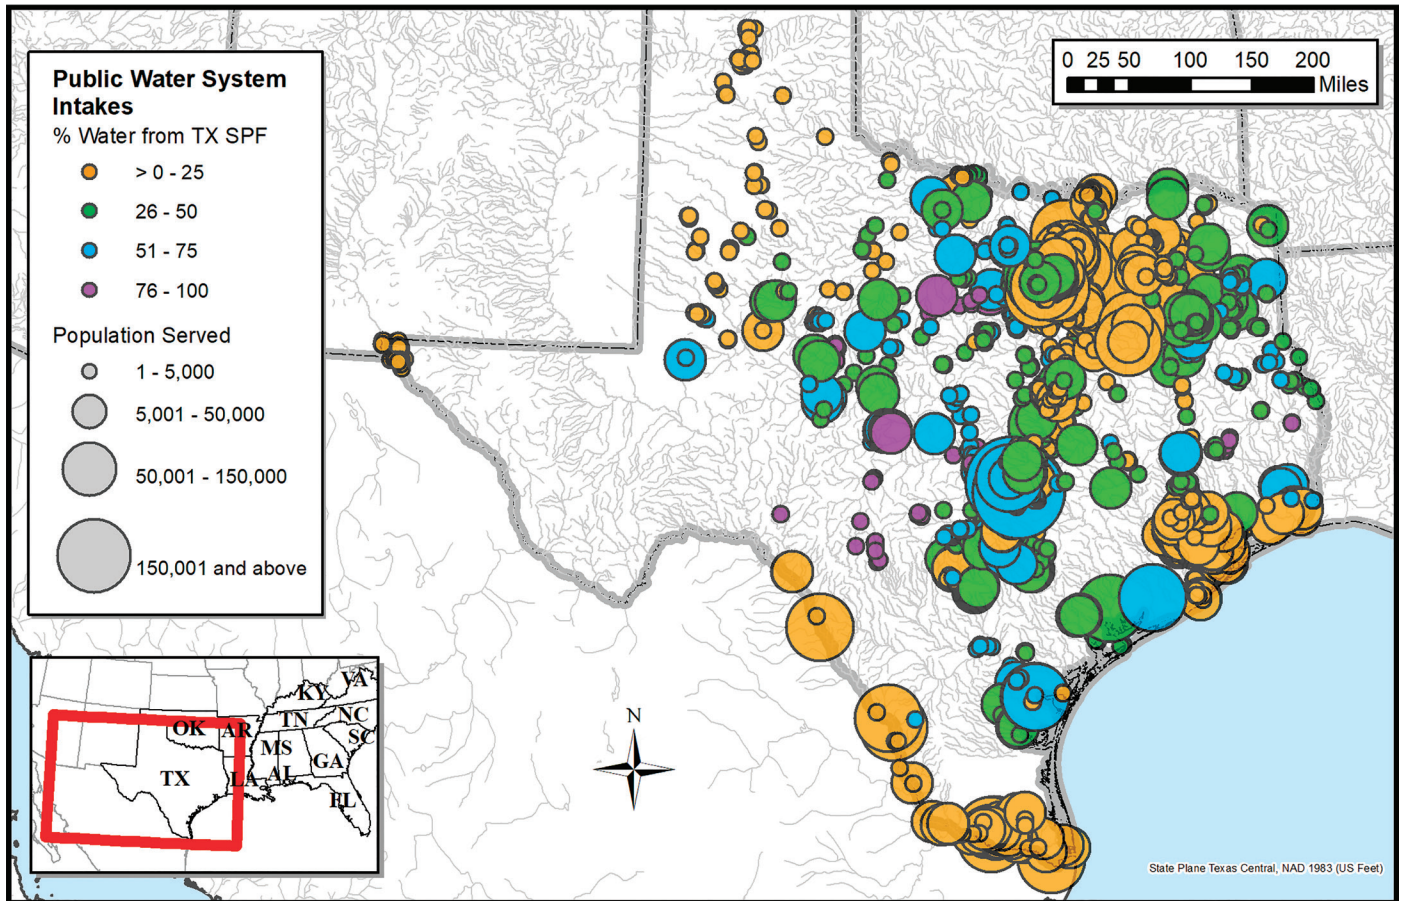 Public Water System
Intakes
% Water from TX SPF
> 0 - 25
26 - 50
51 - 75
76 - 100
Population Served
1 - 5,000
5,001 - 50,000
50,001 - 150,000
150,001 and above
0 25 50 100 150 200
Miles
KY
VA
OK
AR
TN
NC
SC
MS
AL
GA
TX
LA
FL
N
State Plane Texas Central, NAD 1983 (US Feet)